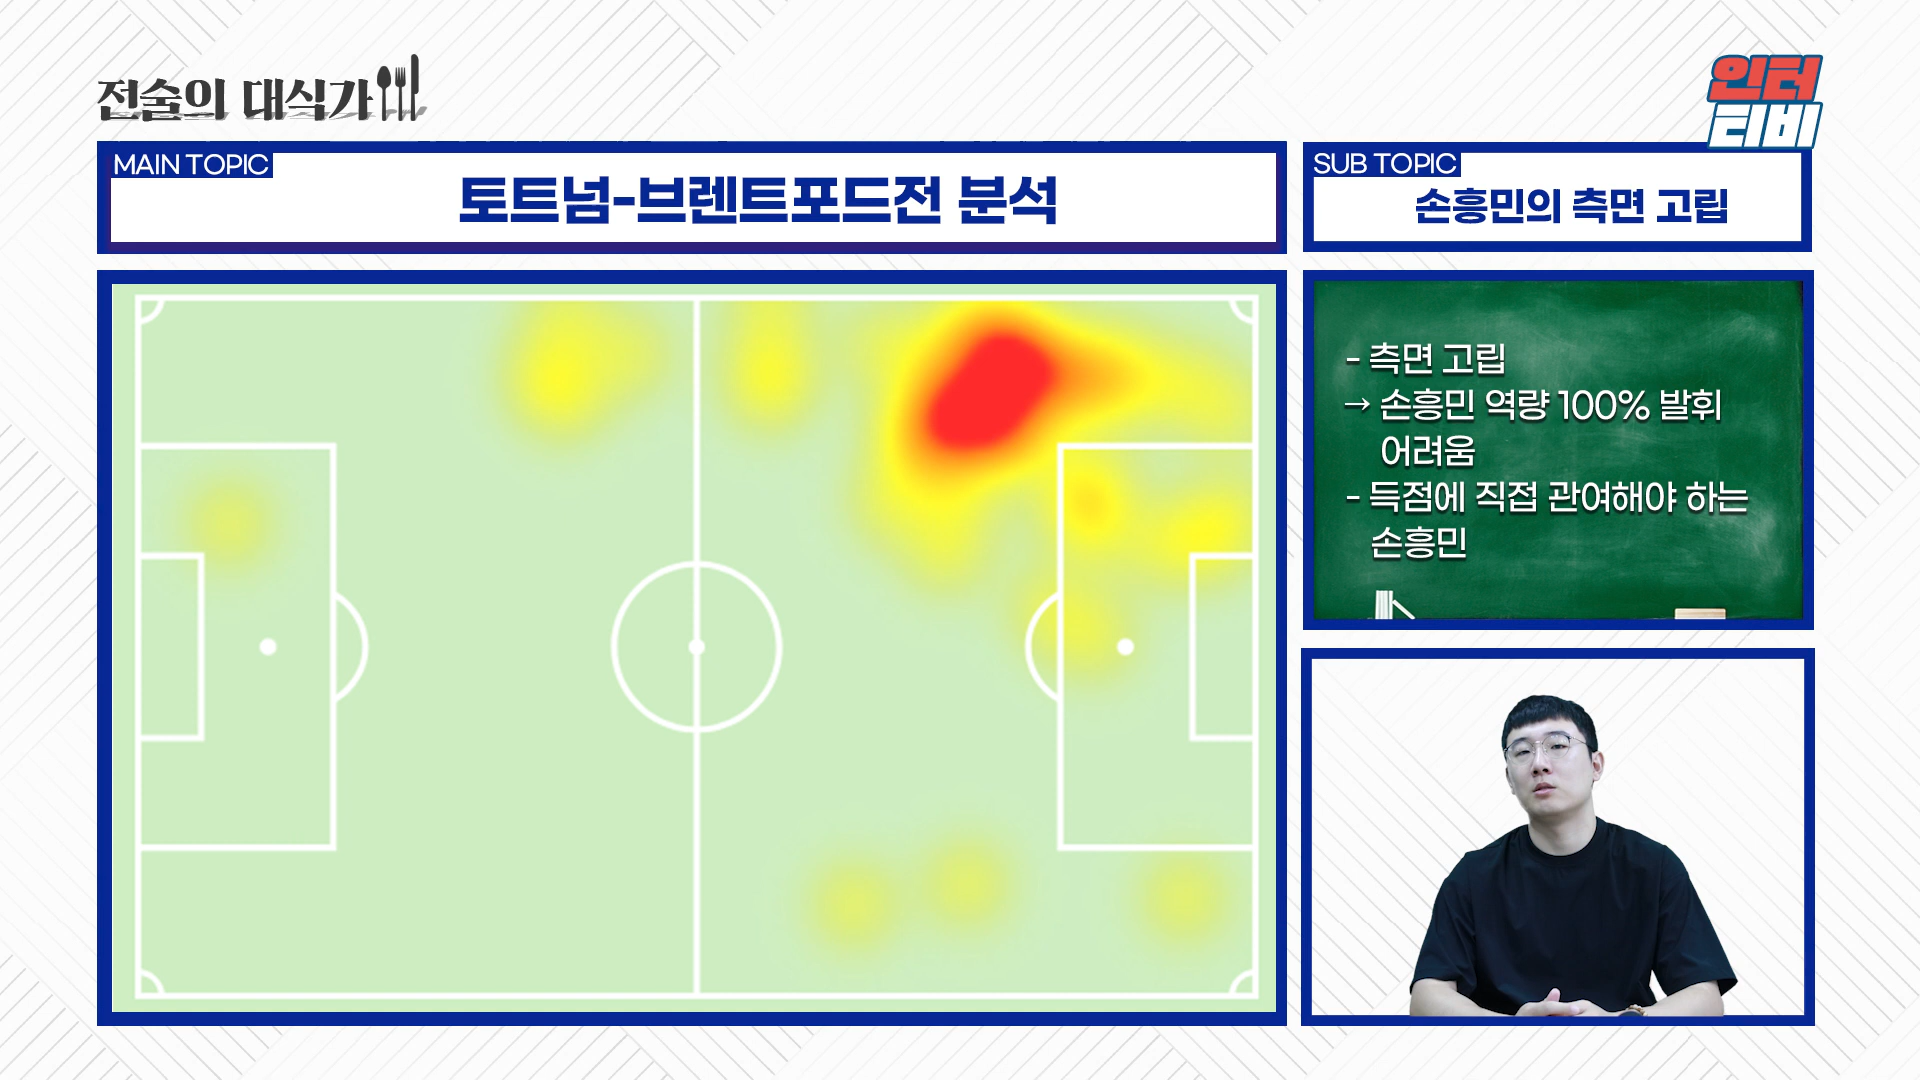 전술의 대식가
인터
티비
MAIN TOPIC
토트넘-브렌트포드전 분석
SUB TOPIC
손흥민의 측면 고립
- 측면 고립
→ 손흥민 역량 100% 발휘
어려움
- 득점에 직접 관여해야 하는
손흥민